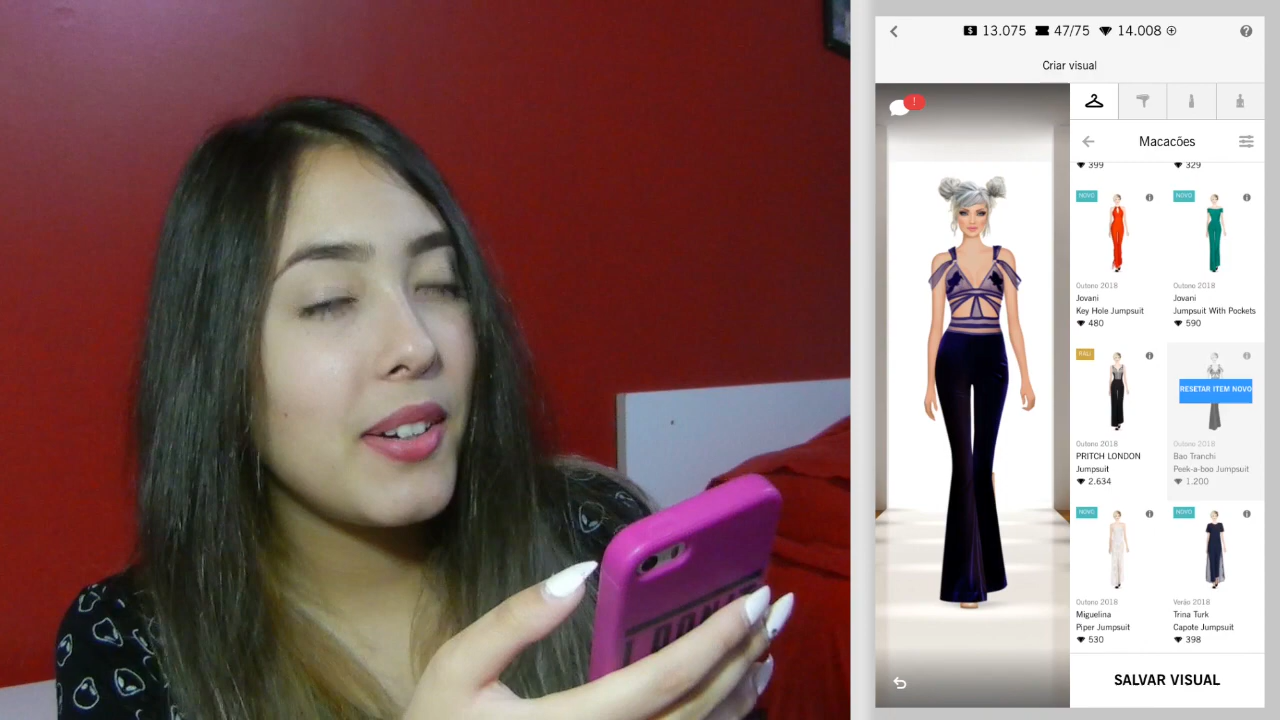 13.075 47/75 14.008
Criar visual
!
Macacões
399 329
NOVO NOVO
Outono 2018 Outono 2018
Jovani Jovani
Key Hole Jumpsuit Jumpsuit With Pockets
480 590
RESETAR ITEM NOVO
Outono 2018 Outono 2018
PRITCH LONDON Bao Tranchi
Jumpsuit Peek-a-boo Jumpsuit
2.634 1.200
NOVO NOVO
Outono 2018 Verão 2018
Miguelina Trina Turk
Piper Jumpsuit Capote Jumpsuit
530 398
SALVAR VISUAL